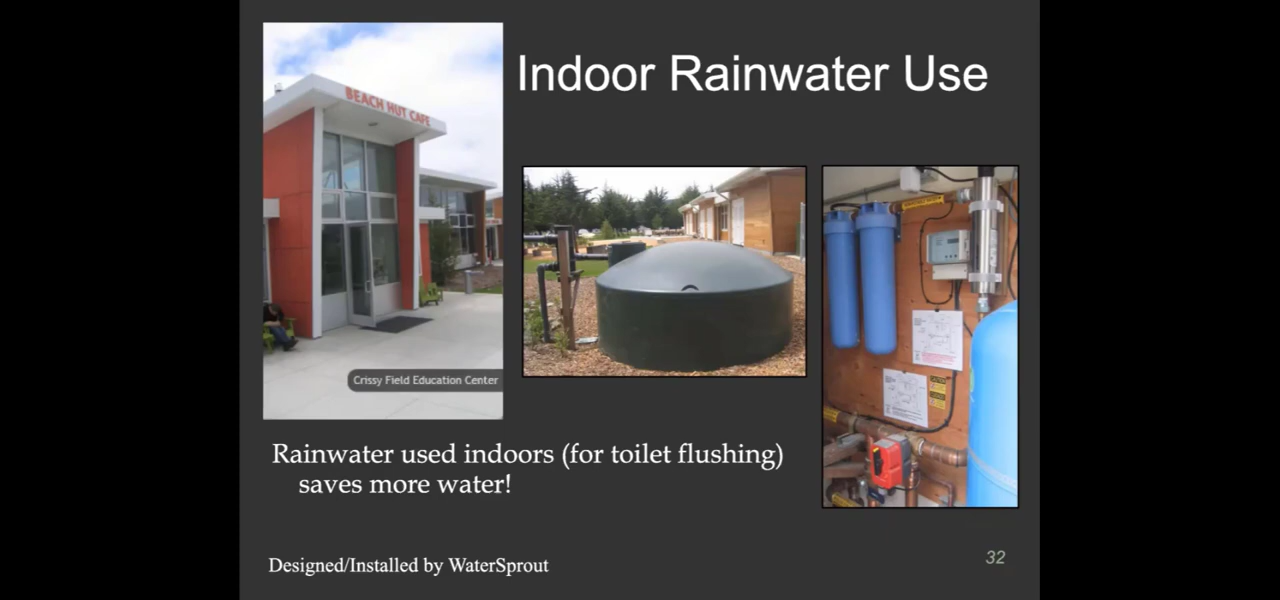 Indoor Rainwater Use
BEACH HUT CAFE
Crissy Field Education Center
Rainwater used indoors (for toilet flushing)
saves more water!
Designed/Installed by WaterSprout
32